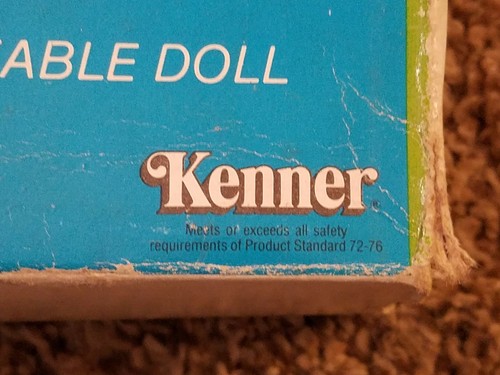 ABLE DOLL
Kenner
Meets or exceeds all safety
requirements of Product Standard 72-76